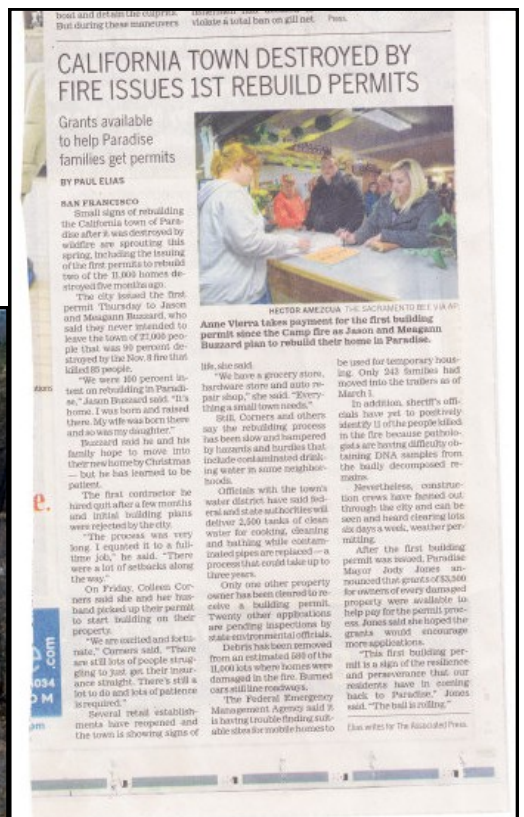 boat and detain the culprits.
But during these maneuvers
violate a total ban on gill net
Press.
CALIFORNIA TOWN DESTROYED BY
FIRE ISSUES 1ST REBUILD PERMITS
Grants available
to help Paradise
families get permits
BY PAUL ELIAS
SAN FRANCISCO
Small signs of rebuilding
the California town of Para-
dise after it was destroyed by
wildfire are sprouting this
spring, including the issuing
of the first permits to rebuild
two of the 11,000 homes de-
stroyed five months ago.
The city issued the first
permit Thursday to Jason
and Meagann Buzzard, who
said they never intended to
leave the town of 27,000 peo-
ple that was 90 percent de-
stroyed by the Nov. 8 fire that
killed 85 people.
"We were 100 percent in-
tent on rebuilding in Paradi-
se," Jason Buzzard said. "It's
home. I was born and raised
there. My wife was born there
and so was my daughter."
Buzzard said he and his
family hope to move into
their new home by Christmas
— but he has learned to be
patient.
The first contractor he
hired quit after a few months
and initial building plans
were rejected by the city.
"The process was very
long. I equated it to a full-
time job," he said. "There
were a lot of setbacks along
the way."
On Friday, Colleen Cor-
ners said she and her hus-
band picked up their permit
to start building on their
property.
"We are excited and fortu-
nate," Corners said. "There
are still lots of people strug-
gling to just get their insur-
ance straight. There's still a
lot to do and lots of patience
is required."
Several retail establish-
ments have reopened and
the town is showing signs of
HECTOR AMEZCUA THE SACRAMENTO BEE VIA AP
Anne Vierra takes payment for the first building
permit since the Camp fire as Jason and Meagann
Buzzard plan to rebuild their home in Paradise.
life, she said.
"We have a grocery store,
hardware store and auto re-
pair shop," she said. "Every-
thing a small town needs."
Still, Corners and others
say the rebuilding process
has been slow and hampered
by hazards and hurdles that
include contaminated drink-
ing water in some neighbor-
hoods.
Officials with the town's
water district have said fed-
eral and state authorities will
deliver 2,500 tanks of clean
water for cooking, cleaning
and bathing while contam-
inated pipes are replaced — a
process that could take up to
three years.
Only one other property
owner has been cleared to re-
ceive a building permit.
Twenty other applications
are pending inspections by
state environmental officials.
Debris has been removed
from an estimated 580 of the
11,000 lots where homes were
damaged in the fire. Burned
cars still line roadways.
The Federal Emergency
Management Agency said it
is having trouble finding suit-
able sites for mobile homes to
be used for temporary hous-
ing. Only 243 families had
moved into the trailers as of
March 1.
In addition, sheriff's offi-
cials have yet to positively
identify 11 of the people killed
in the fire because patholo-
gists are having difficulty ob-
taining DNA samples from
the badly decomposed re-
mains.
Nevertheless, construc-
tion crews have fanned out
through the city and can be
seen and heard clearing lots
six days a week, weather per-
mitting.
After the first building
permit was issued, Paradise
Mayor Jody Jones an-
nounced that grants of $3,500
for owners of every damaged
property were available to
help pay for the permit proc-
ess. Jones said she hoped the
grants would encourage
more applications.
"This first building per-
mit is a sign of the resilience
and perseverance that our
residents have in coming
back to Paradise," Jones
said. "The ball is rolling."
Elias writes for The Associated Press.
e.
.com